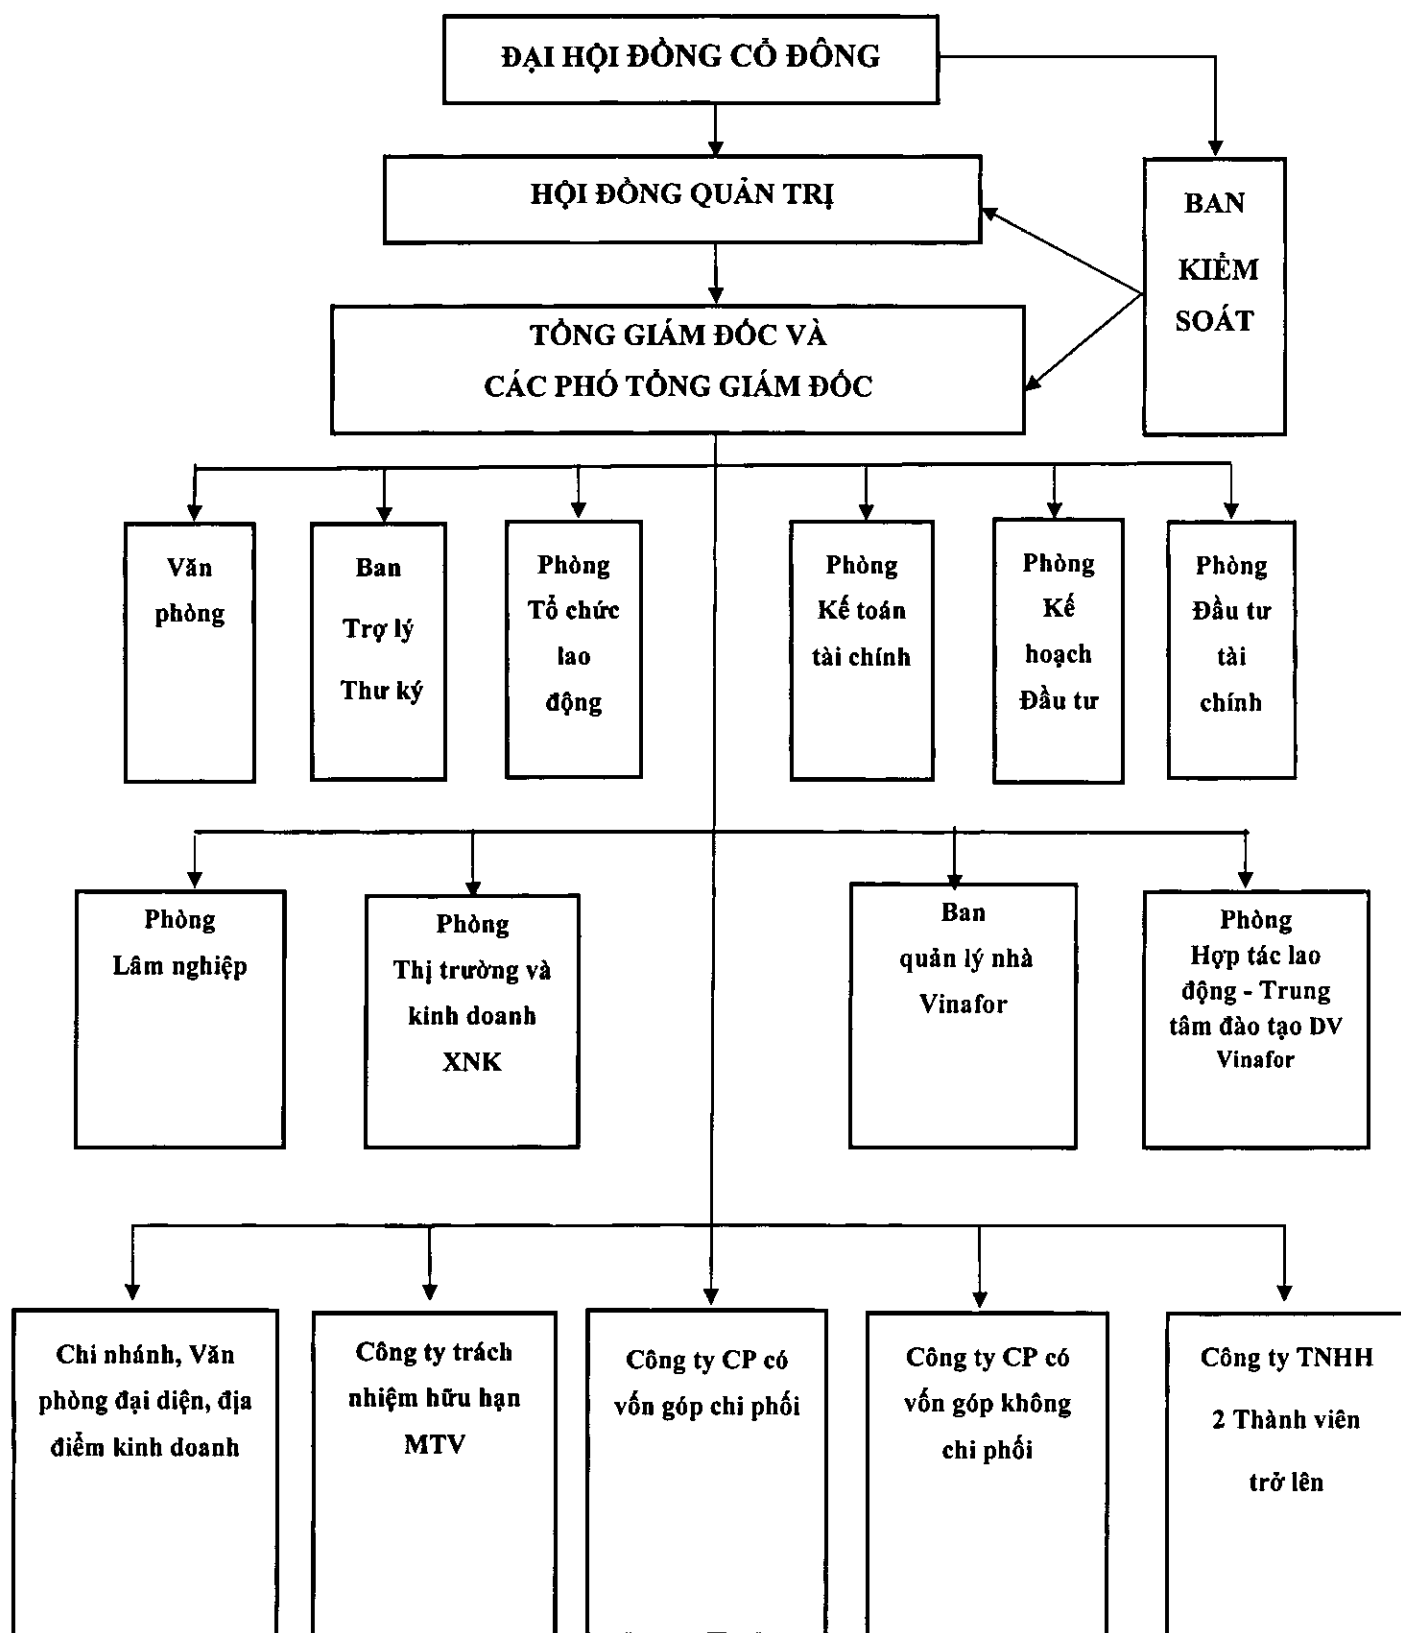 ĐẠI HỘI ĐỒNG CỔ ĐÔNG
HỘI ĐỒNG QUẢN TRỊ
BAN
KIỂM
SOÁT
TỔNG GIÁM ĐỐC VÀ
CÁC PHÓ TỔNG GIÁM ĐỐC
Văn
phòng
Ban
Trợ lý
Thư ký
Phòng
Tổ chức
lao
động
Phòng
Kế toán
tài chính
Phòng
Kế
hoạch
Đầu tư
Phòng
Đầu tư
tài
chính
Phòng
Lâm nghiệp
Phòng
Thị trường và
kinh doanh
XNK
Ban
quản lý nhà
Vinafor
Phòng
Hợp tác lao
động - Trung
tâm đào tạo DV
Vinafor
Chi nhánh, Văn
phòng đại diện, địa
điểm kinh doanh
Công ty trách
nhiệm hữu hạn
MTV
Công ty CP có
vốn góp chi phối
Công ty CP có
vốn góp không
chi phối
Công ty TNHH
2 Thành viên
trở lên